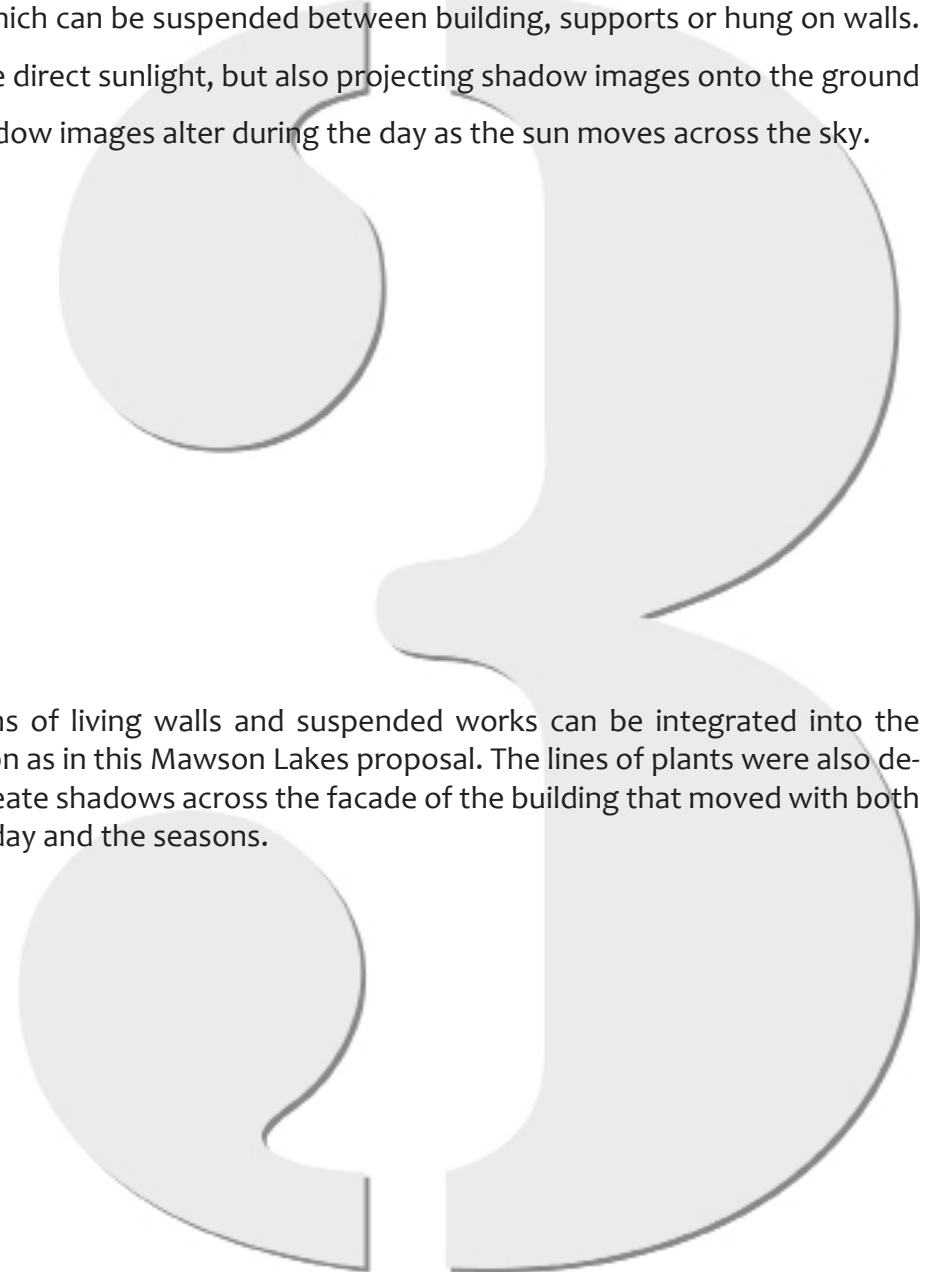 hich can be suspended between building, supports or hung on walls.
e direct sunlight, but also projecting shadow images onto the ground
dow images alter during the day as the sun moves across the sky.
3
ns of living walls and suspended works can be integrated into the
on as in this Mawson Lakes proposal. The lines of plants were also de-
eate shadows across the facade of the building that moved with both
day and the seasons.